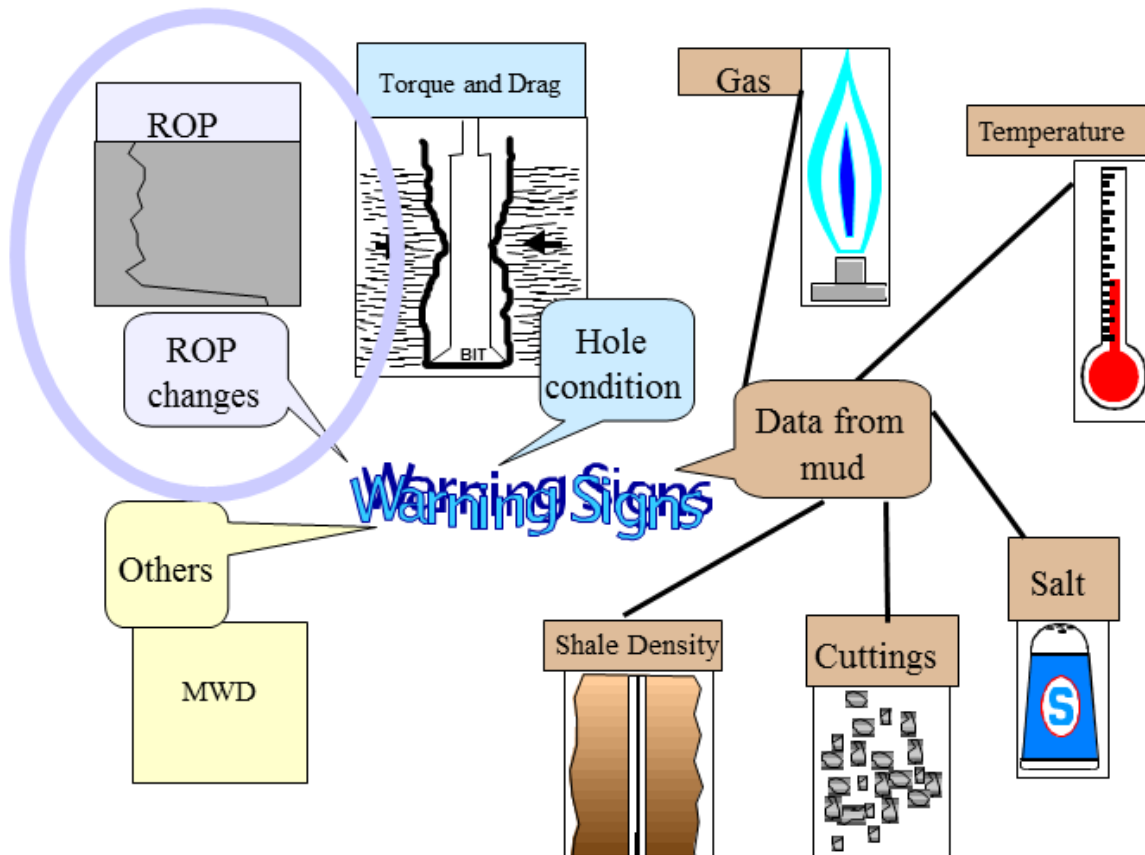 ROP
Torque and Drag
Gas
Temperature
BIT
ROP
changes
Hole
condition
Data from
mud
Warning Signs
Others
MWD
Shale Density
Cuttings
Salt
S